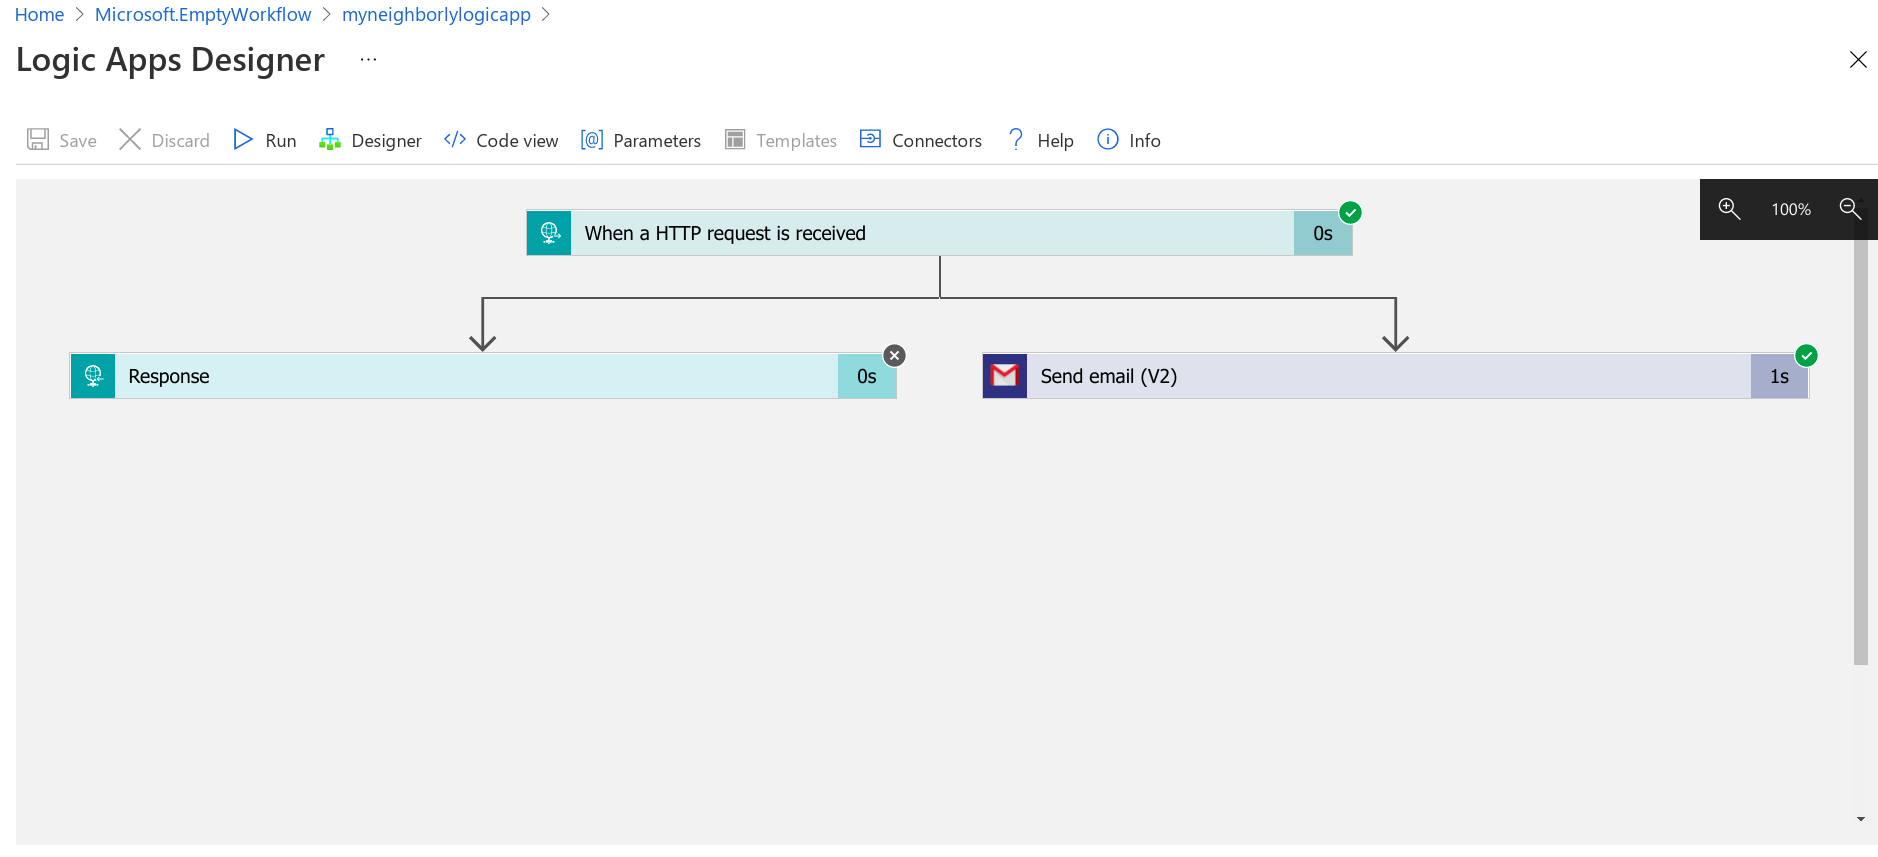 Home > Microsoft.EmptyWorkflow > myneighborlylogicapp >
Logic Apps Designer ...
Save Discard Run Designer Code view Parameters Templates Connectors Help Info
100%
When a HTTP request is received 0s
Response 0s
Send email (V2) 1s